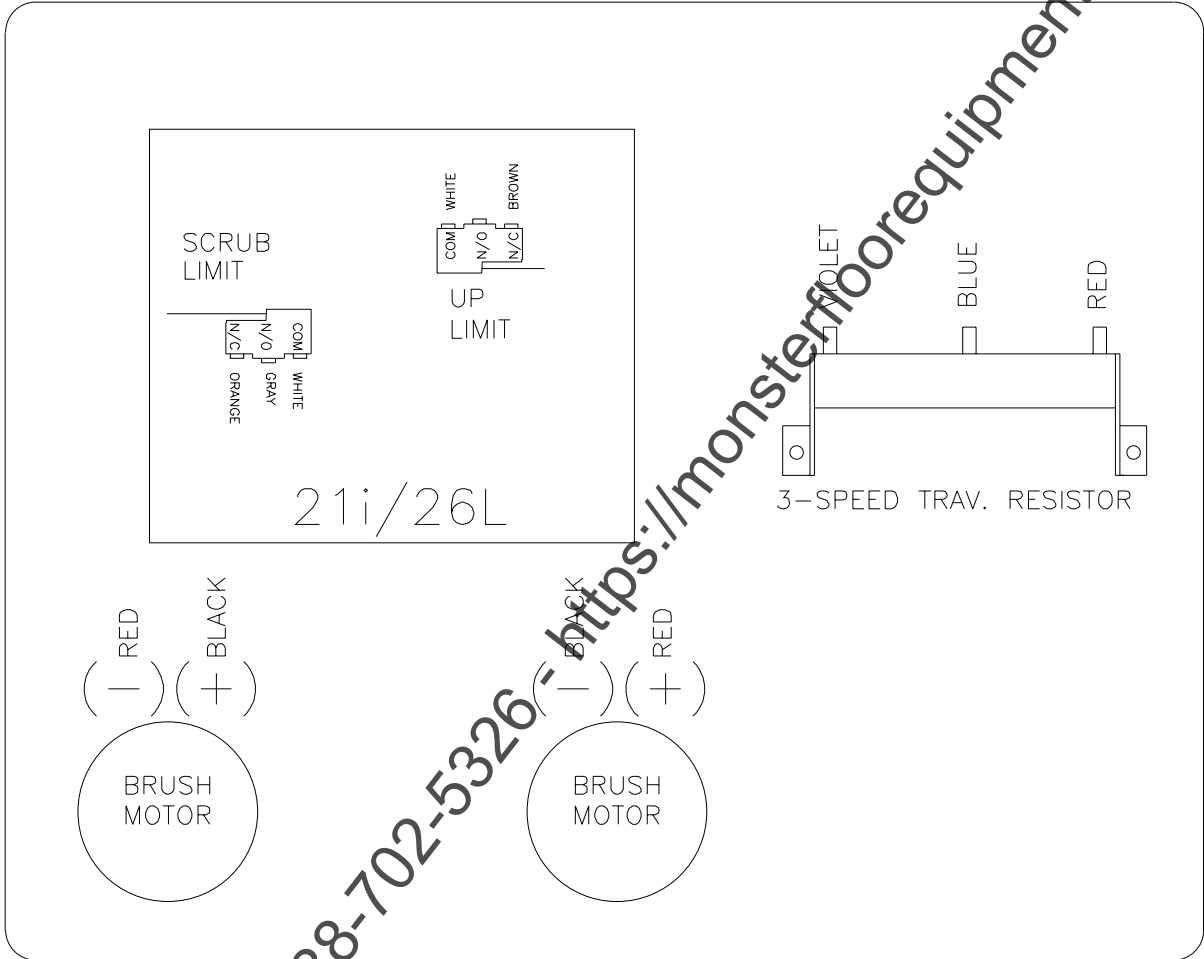 SCRUB
LIMIT
N/C
N/O
COM
ORANGE
GRAY
WHITE
WHITE
BROWN
COM
N/O
N/C
UP
LIMIT
21i/26L
VIOLET
BLUE
RED
3-SPEED TRAV. RESISTOR
RED
BLACK
(—) (+)
BRUSH
MOTOR
BLACK
RED
(—) (+)
BRUSH
MOTOR
88-702-5326 - https://monsterfloorequipment